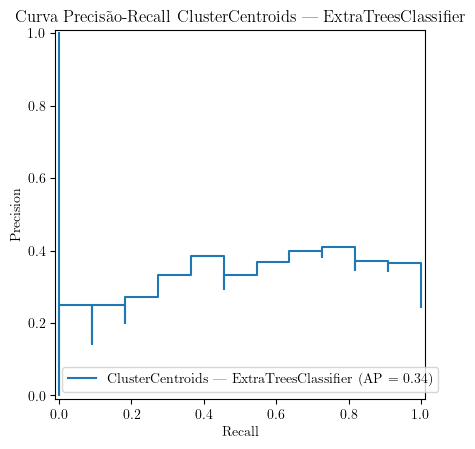 Curva Precisão-Recall ClusterCentroids — ExtraTreesClassifier
1.0
0.8
0.6
0.4
0.2
0.0
Precision
ClusterCentroids — ExtraTreesClassifier (AP = 0.34)
0.0 0.2 0.4 0.6 0.8 1.0
Recall